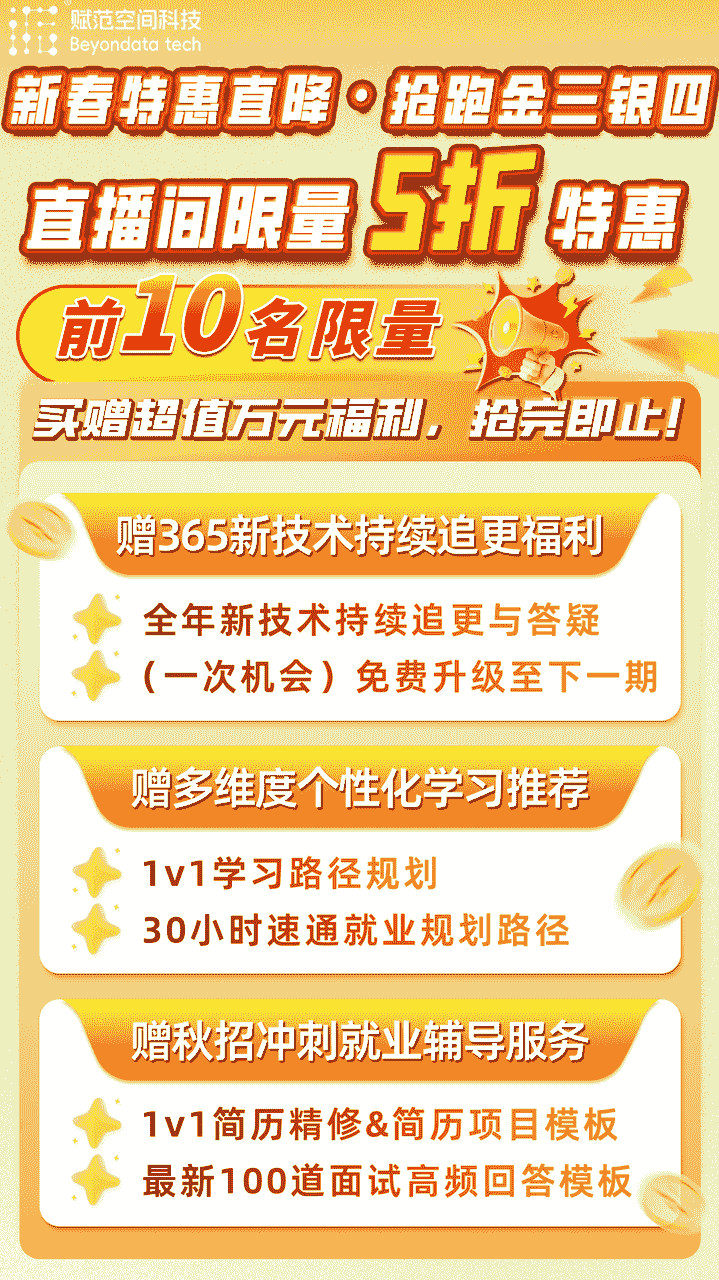 赋范空间科技
Beyondata tech
新春特惠直降·抢跑金三银四
直播间限量5折特惠
前10名限量
买赠超值万元福利，抢完即止！
赠365新技术持续追更福利
全年新技术持续追更与答疑
（一次机会）免费升级至下一期
赠多维度个性化学习推荐
1v1学习路径规划
30小时速通就业规划路径
赠秋招冲刺就业辅导服务
1v1简历精修&简历项目模板
最新100道面试高频回答模板